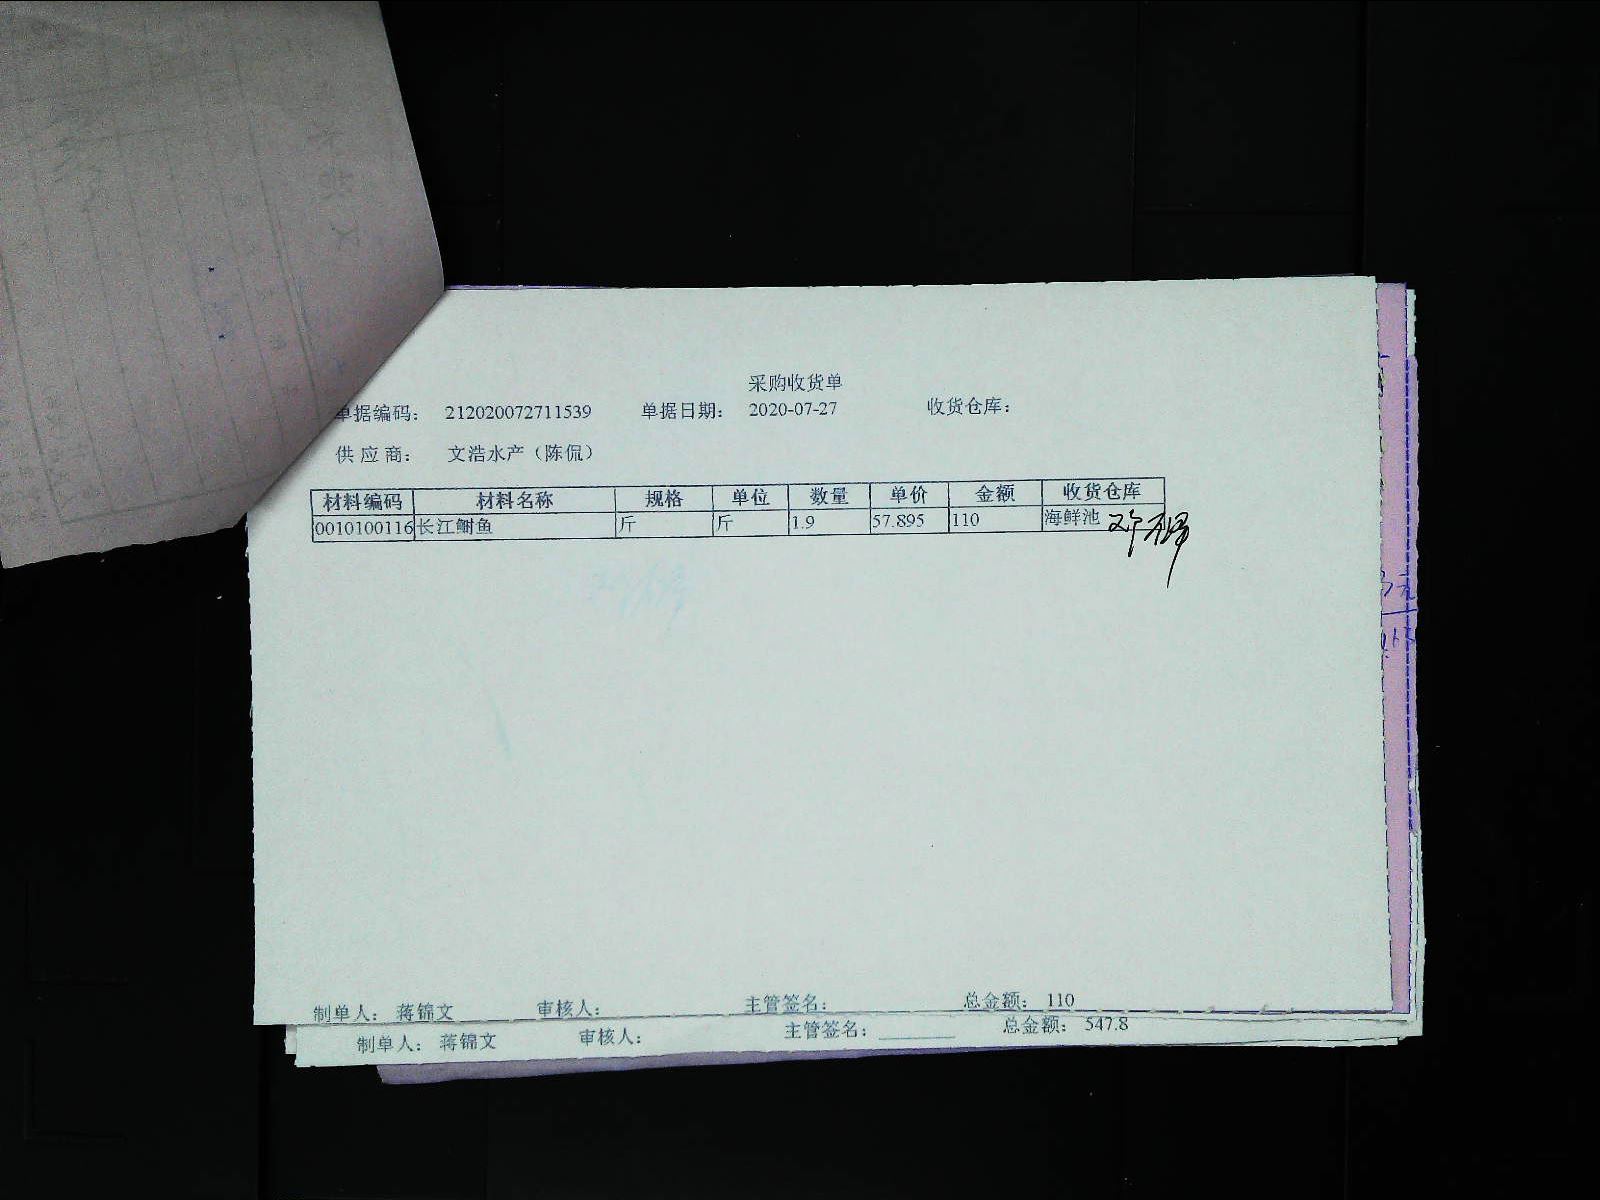 采购收货单
单据编码： 212020072711539 单据日期： 2020-07-27 收货仓库：
供应商： 文浩水产（陈侃）
材料编码 材料名称 规格 单位 数量 单价 金额 收货仓库
0010100116 长江鮰鱼 斤 斤 1.9 57.895 110 海鲜池
制单人： 蒋锦文 审核人： 主管签名： 总金额： 110
制单人： 蒋锦文 审核人： 主管签名： 总金额： 547.8